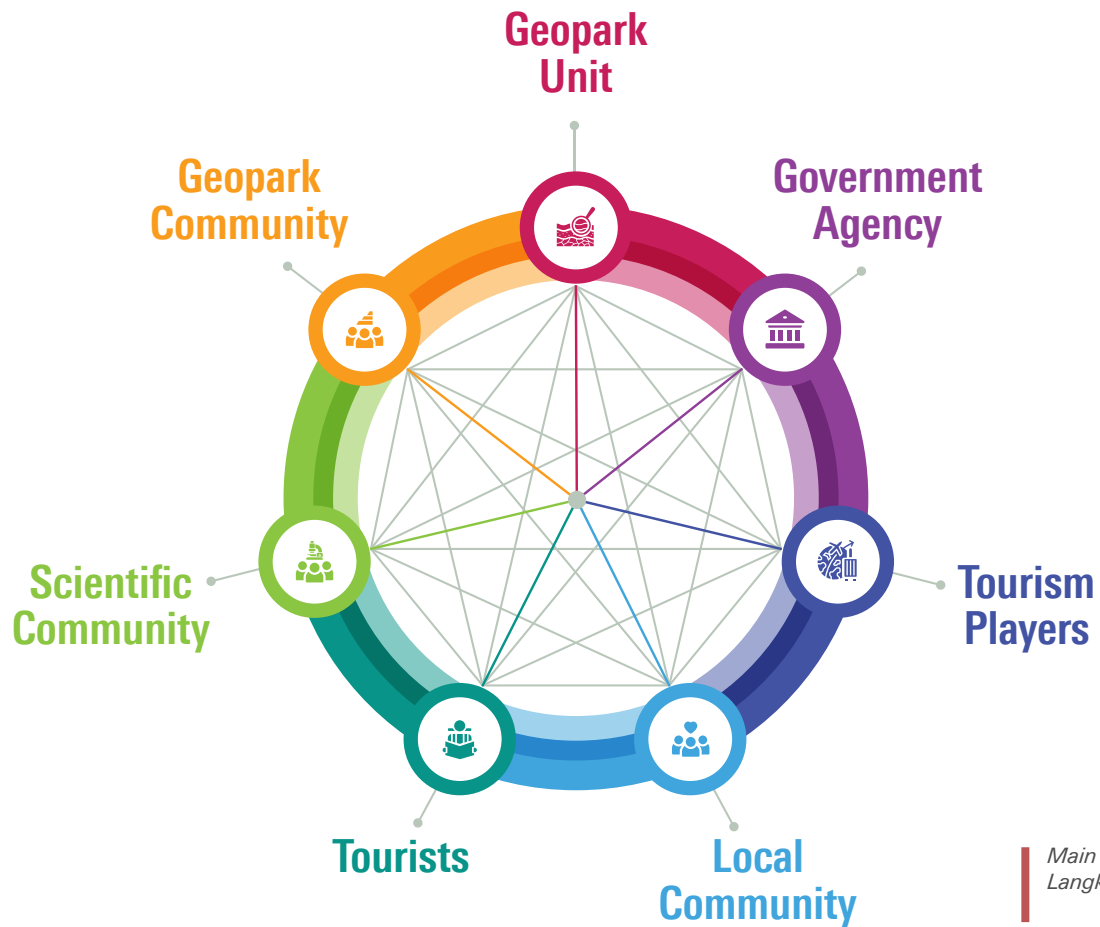 Geopark
Unit
Geopark
Community
Government
Agency
Scientific
Community
Tourism
Players
Tourists
Local
Community
Main